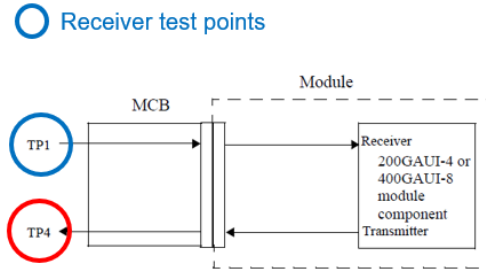 Receiver test points
Module
MCB
TP1
Receiver
200GAUI-4 or
400GAUI-8
module
component
Transmitter
TP4